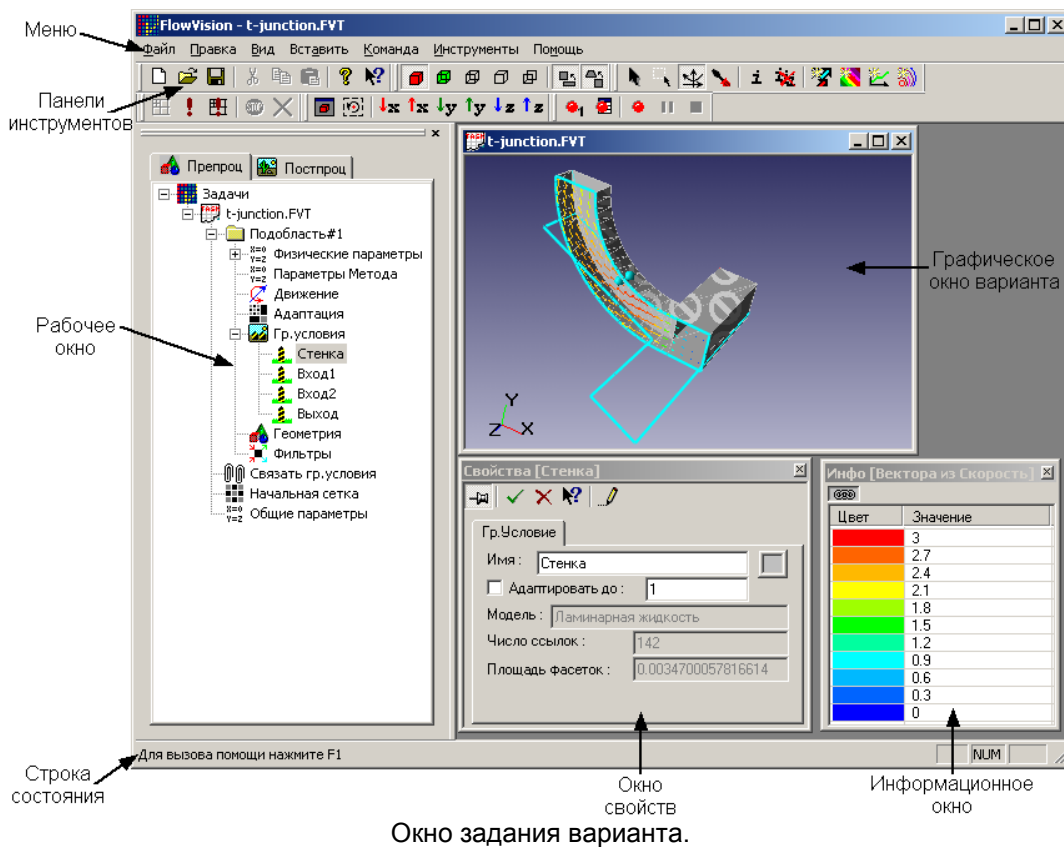 FlowVision - t-junction.FVT
Меню
Файл Правка Вид Вставить Команда Инструменты Помощь
Панели
инструментов
x x y y z z
Препроц Постпроц
Задачи
t-junction.FVT
Подобласть#1
X=0 Y=Z Физические параметры
X=0 Y=Z Параметры Метода
Движение
Адаптация
Гр.условия
Стенка
Вход1
Вход2
Выход
Геометрия
Фильтры
Связать гр.условия
Начальная сетка
X=0 Y=Z Общие параметры
Рабочее
окно
t-junction.FVT
Y
Z X
Графическое
окно варианта
Свойства [Стенка]
Гр.Условие
Имя : Стенка
Адаптировать до : 1
Модель : Ламинарная жидкость
Число ссылок : 142
Площадь фасеток : 0.0034700057816614
Инфо [Вектора из Скорость]
Цвет Значение
3
2.7
2.4
2.1
1.8
1.5
1.2
0.9
0.6
0.3
0
Для вызова помощи нажмите F1
NUM
Строка
состояния
Окно
свойств
Информационное
окно
Окно задания варианта.